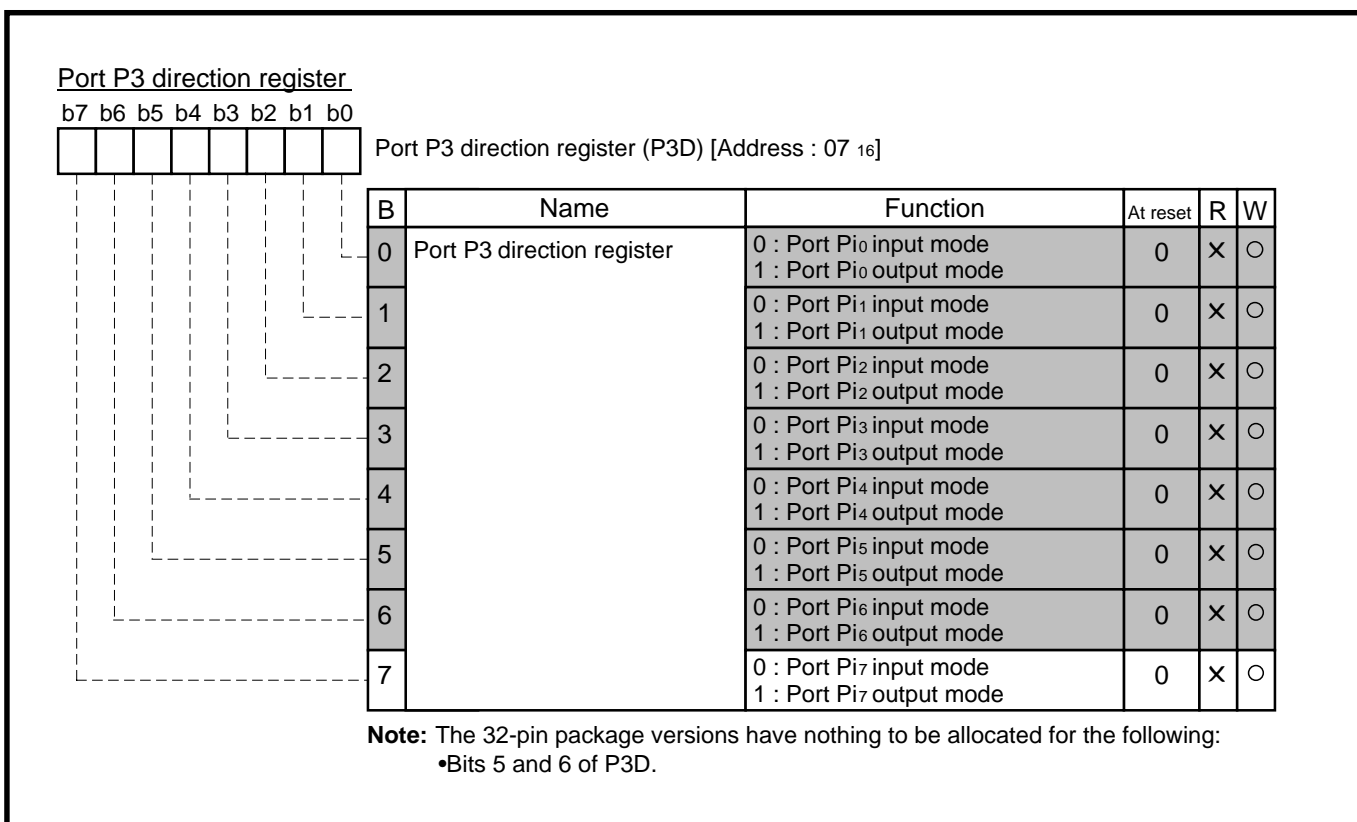 Port P3 direction register
b7 b6 b5 b4 b3 b2 b1 b0
Port P3 direction register (P3D) [Address : 07 16]
B Name Function At reset R W
0 Port P3 direction register 0 : Port Pi0 input mode 0 × ○
1 : Port Pi0 output mode
1 0 : Port Pi1 input mode 0 × ○
1 : Port Pi1 output mode
2 0 : Port Pi2 input mode 0 × ○
1 : Port Pi2 output mode
3 0 : Port Pi3 input mode 0 × ○
1 : Port Pi3 output mode
4 0 : Port Pi4 input mode 0 × ○
1 : Port Pi4 output mode
5 0 : Port Pi5 input mode 0 × ○
1 : Port Pi5 output mode
6 0 : Port Pi6 input mode 0 × ○
1 : Port Pi6 output mode
7 0 : Port Pi7 input mode 0 × ○
1 : Port Pi7 output mode
Note: The 32-pin package versions have nothing to be allocated for the following:
•Bits 5 and 6 of P3D.